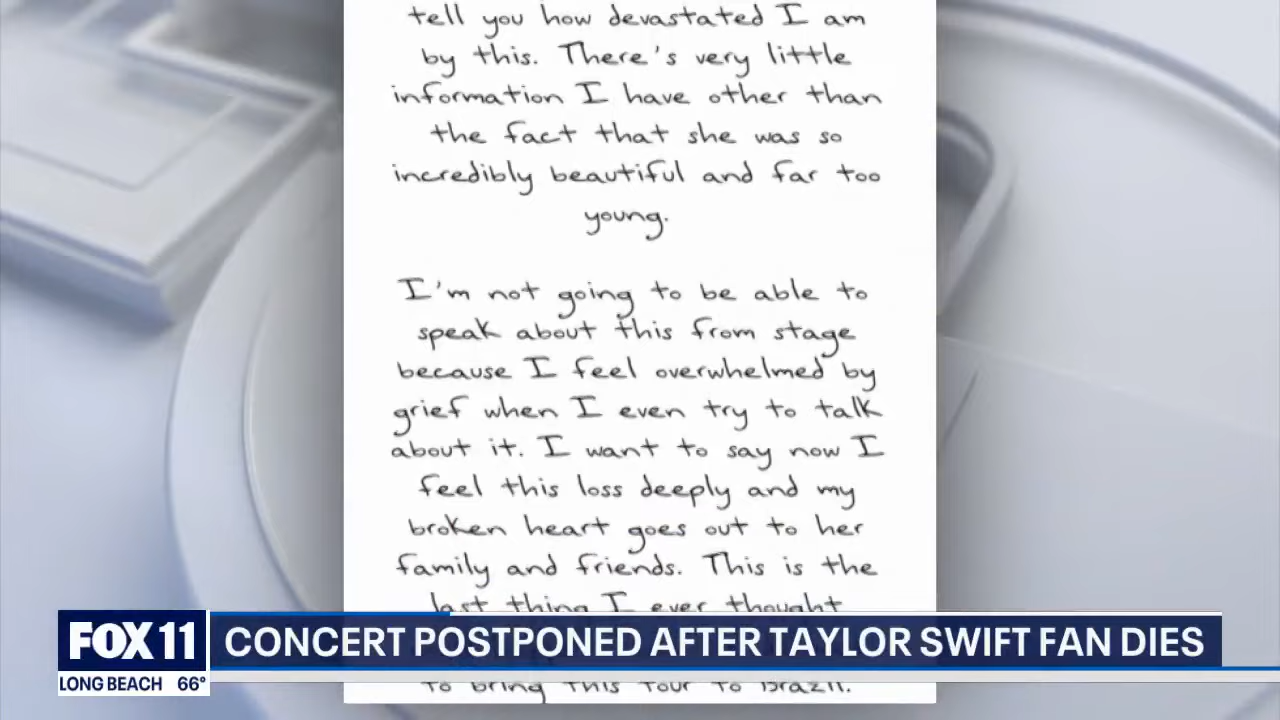 tell you how devastated I am
by this. There's very little
information I have other than
the fact that she was so
incredibly beautiful and far too
young.
I'm not going to be able to
speak about this from stage
because I feel overwhelmed by
grief when I even try to talk
about it. I want to say now I
feel this loss deeply and my
broken heart goes out to her
family and friends. This is the
last thing I ever thought
FOX 11
CONCERT POSTPONED AFTER TAYLOR SWIFT FAN DIES
LONG BEACH 66°
to bring this tour to Brazil.